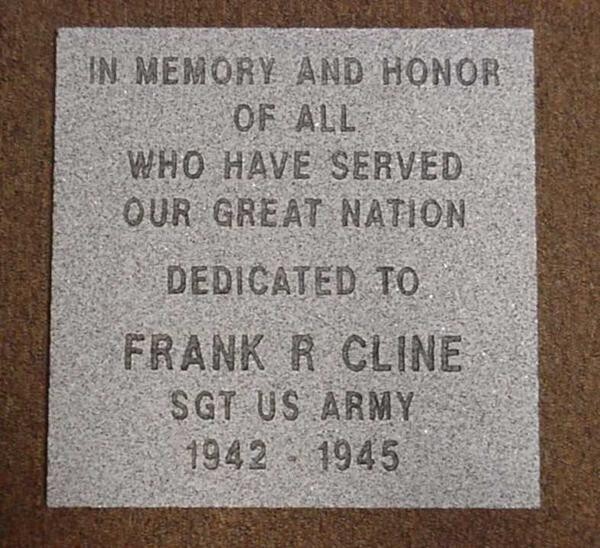 IN MEMORY AND HONOR
OF ALL
WHO HAVE SERVED
OUR GREAT NATION
DEDICATED TO
FRANK R CLINE
SGT US ARMY
1942 - 1945